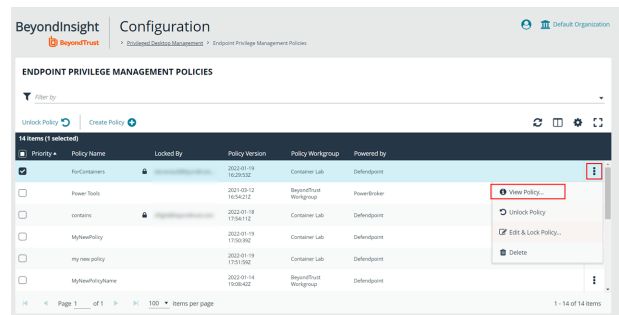 BeyondInsight
BeyondTrust
Configuration
> Privileged Desktop Management > Endpoint Privilege Management Policies
Default Organization
ENDPOINT PRIVILEGE MANAGEMENT POLICIES
Filter by
Unlock Policy Create Policy
14 items (1 selected)
Priority Policy Name Locked By Policy Version Policy Workgroup Powered by
ForContainers 2022-01-19 16:29:53Z Container Lab Defendpoint
Power Tools 2021-03-12 16:54:21Z BeyondTrust Workgroup PowerBroker
contains 2022-01-18 17:54:11Z Container Lab Defendpoint
MyNewPolicy 2022-01-19 17:50:39Z Container Lab Defendpoint
my new policy 2022-01-19 17:51:59Z Container Lab Defendpoint
MyNewPolicyName 2022-01-14 19:08:42Z BeyondTrust Workgroup Defendpoint
View Policy...
Unlock Policy
Edit & Lock Policy...
Delete
Page 1 of 1 100 items per page 1 - 14 of 14 items